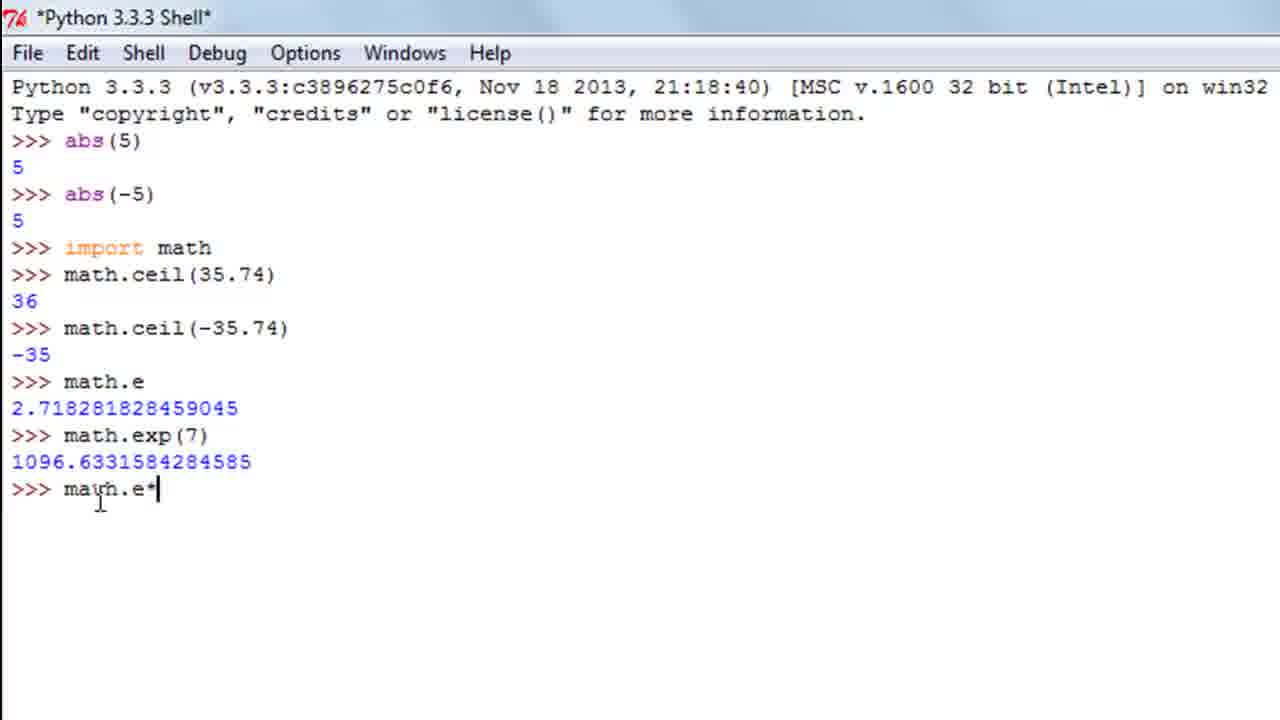 *Python 3.3.3 Shell*
File Edit Shell Debug Options Windows Help
Python 3.3.3 (v3.3.3:c3896275c0f6, Nov 18 2013, 21:18:40) [MSC v.1600 32 bit (Intel)] on win32
Type "copyright", "credits" or "license()" for more information.
>>> abs(5)
5
>>> abs(-5)
5
>>> import math
>>> math.ceil(35.74)
36
>>> math.ceil(-35.74)
-35
>>> math.e
2.718281828459045
>>> math.exp(7)
1096.6331584284585
>>> math.e*